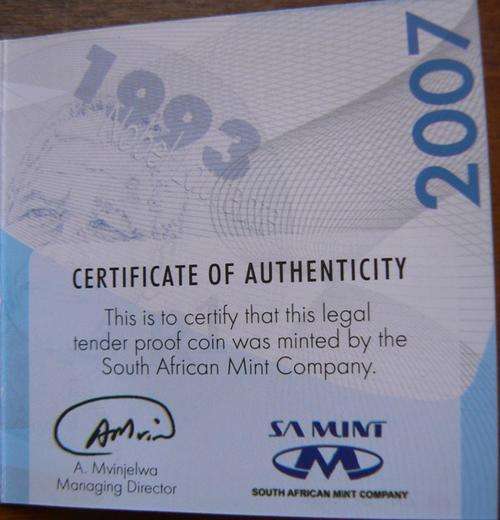 1993
2007
CERTIFICATE OF AUTHENTICITY
This is to certify that this legal
tender proof coin was minted by the
South African Mint Company.
A. Mvinjelwa
Managing Director
SA MINT
SOUTH AFRICAN MINT COMPANY